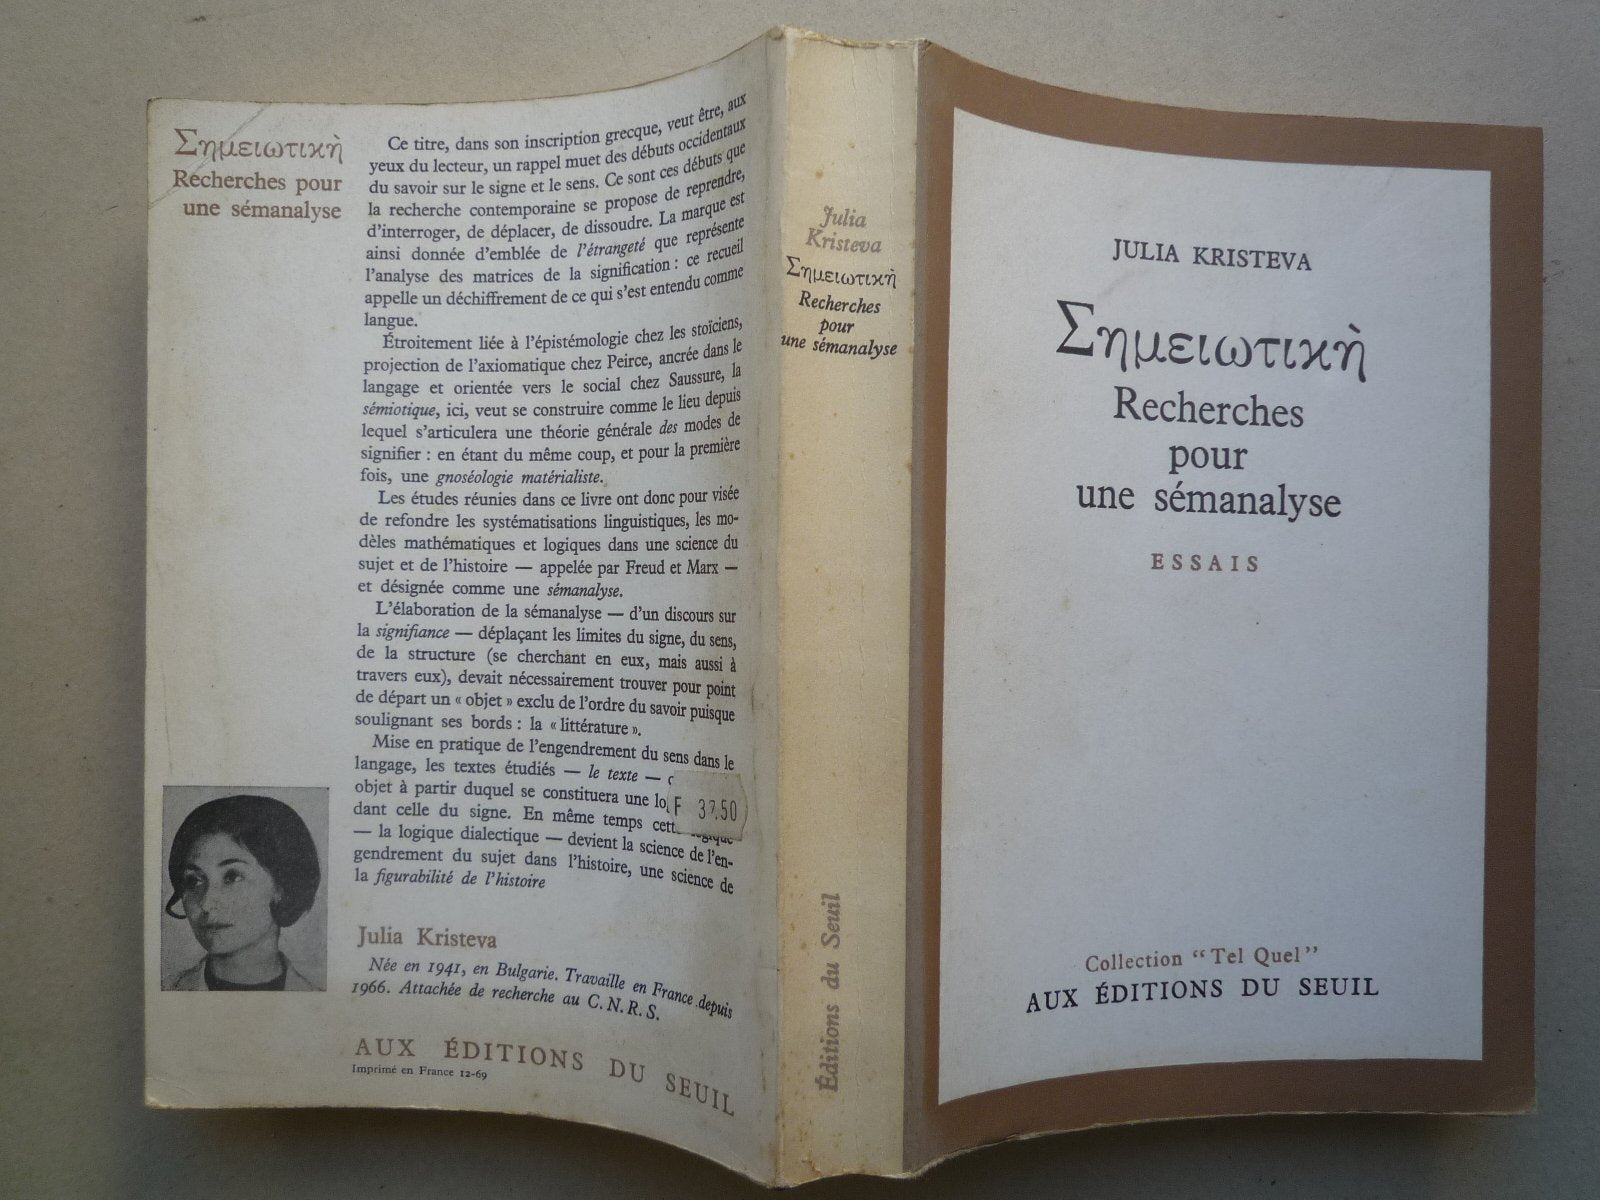 Σημειωτικὴ
Recherches pour
une sémanalyse
Ce titre, dans son inscription grecque, veut être, aux
yeux du lecteur, un rappel muet des débuts occidentaux
du savoir sur le signe et le sens. Ce sont ces débuts que
la recherche contemporaine se propose de reprendre,
d'interroger, de déplacer, de dissoudre. La marque est
ainsi donnée d'emblée de l'étrangeté que représente
l'analyse des matrices de la signification : ce recueil
appelle un déchiffrement de ce qui s'est entendu comme
langue.
Étroitement liée à l'épistémologie chez les stoïciens,
projection de l'axiomatique chez Peirce, ancrée dans le
langage et orientée vers le social chez Saussure, la
sémiotique, ici, veut se construire comme le lieu depuis
lequel s'articulera une théorie générale des modes de
signifier : en étant du même coup, et pour la première
fois, une gnoséologie matérialiste.
Les études réunies dans ce livre ont donc pour visée
de refondre les systématisations linguistiques, les mo-
dèles mathématiques et logiques dans une science du
sujet et de l'histoire — appelée par Freud et Marx —
et désignée comme une sémanalyse.
L'élaboration de la sémanalyse — d'un discours sur
la signifiance — déplaçant les limites du signe, du sens,
de la structure (se cherchant en eux, mais aussi à
travers eux), devait nécessairement trouver pour point
de départ un « objet » exclu de l'ordre du savoir puisque
soulignant ses bords : la « littérature ».
Mise en pratique de l'engendrement du sens dans le
langage, les textes étudiés — le texte —
objet à partir duquel se constituera une
dant celle du signe. En même temps logique
— la logique dialectique — devient la science de l'en-
gendrement du sujet dans l'histoire, une science de
la figurabilité de l'histoire
F 37.50
Julia Kristeva
Née en 1941, en Bulgarie. Travaille en France depuis
1966. Attachée de recherche au C.N.R.S.
AUX ÉDITIONS DU SEUIL
Imprimé en France 12-69
Julia
Kristeva
Σημειωτικὴ
Recherches
pour
une sémanalyse
Éditions du Seuil
JULIA KRISTEVA
Σημειωτικὴ
Recherches
pour
une sémanalyse
ESSAIS
Collection "Tel Quel"
AUX ÉDITIONS DU SEUIL